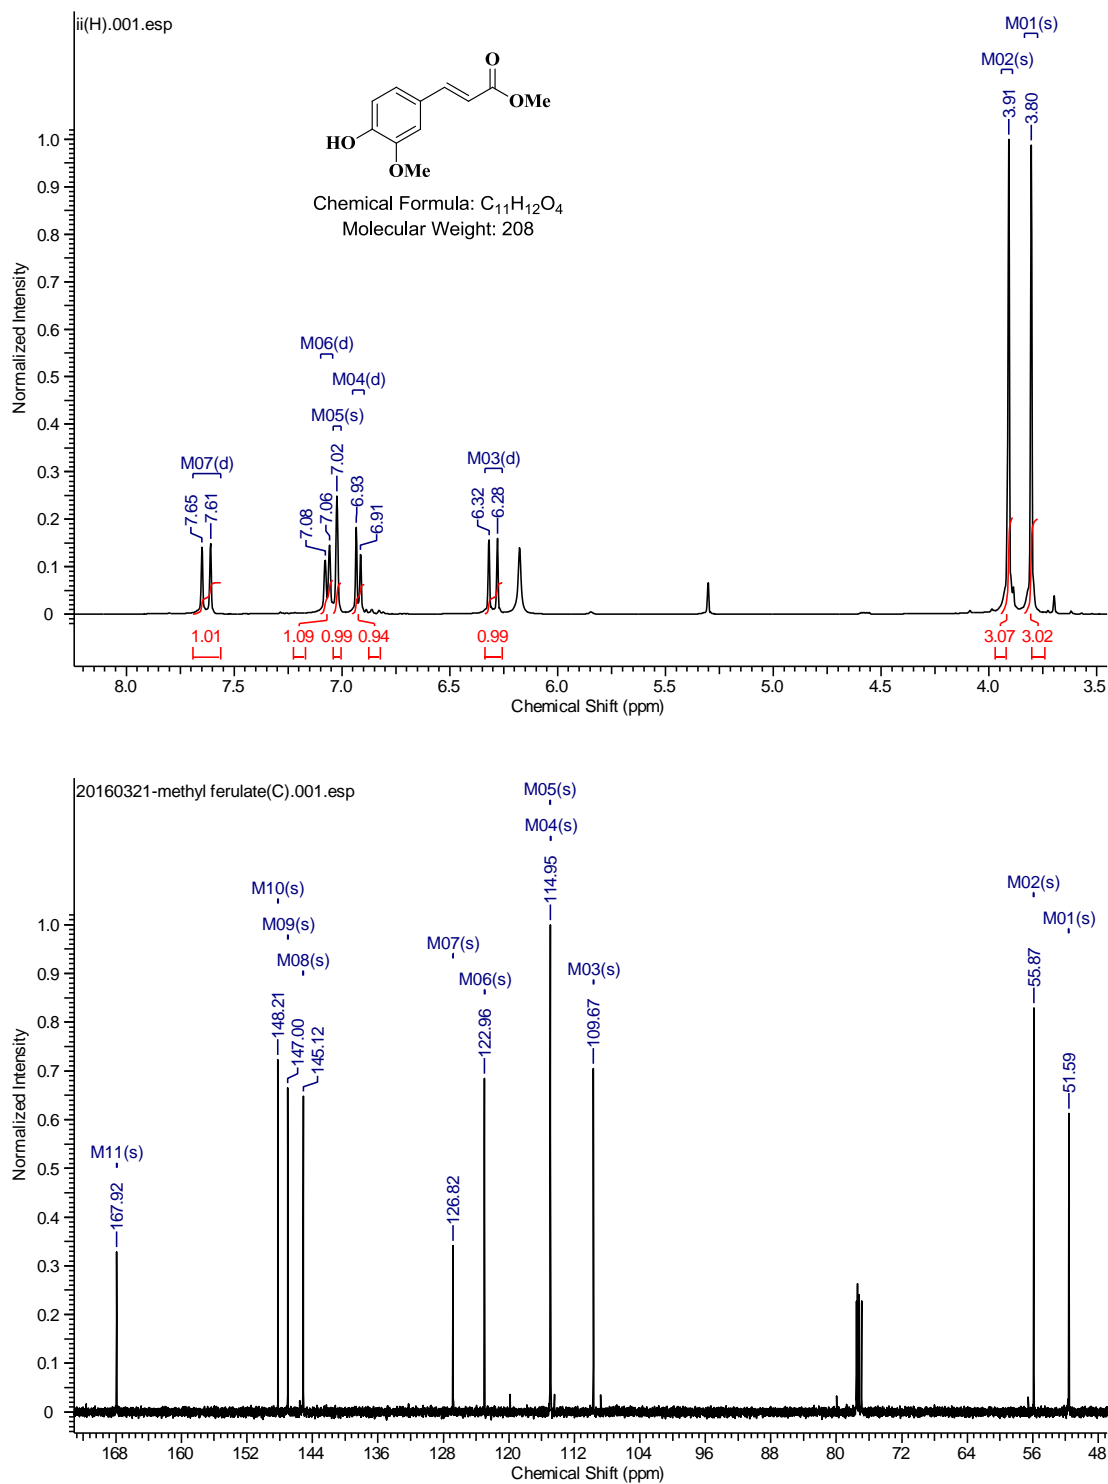 ii(H).001.esp
M01(s)
M02(s)
3.91
3.80
O
OMe
HO
OMe
Chemical Formula: C₁₁H₁₂O₄
Molecular Weight: 208
M06(d)
M04(d)
M05(s)
M07(d)
M03(d)
7.65
7.61
7.08
7.06
7.02
6.93
6.91
6.32
6.28
1.0
0.9
0.8
0.7
0.6
0.5
0.4
0.3
0.2
0.1
0
Normalized Intensity
1.01
1.09
0.99
0.94
0.99
3.07
3.02
8.0
7.5
7.0
6.5
6.0
5.5
5.0
4.5
4.0
3.5
Chemical Shift (ppm)
20160321-methyl ferulate(C).001.esp
M05(s)
M04(s)
114.95
M10(s)
M09(s)
M08(s)
M07(s)
M06(s)
M03(s)
M02(s)
M01(s)
M11(s)
167.92
148.21
147.00
145.12
126.82
122.96
109.67
55.87
51.59
1.0
0.9
0.8
0.7
0.6
0.5
0.4
0.3
0.2
0.1
0
Normalized Intensity
168
160
152
144
136
128
120
112
104
96
88
80
72
64
56
48
Chemical Shift (ppm)